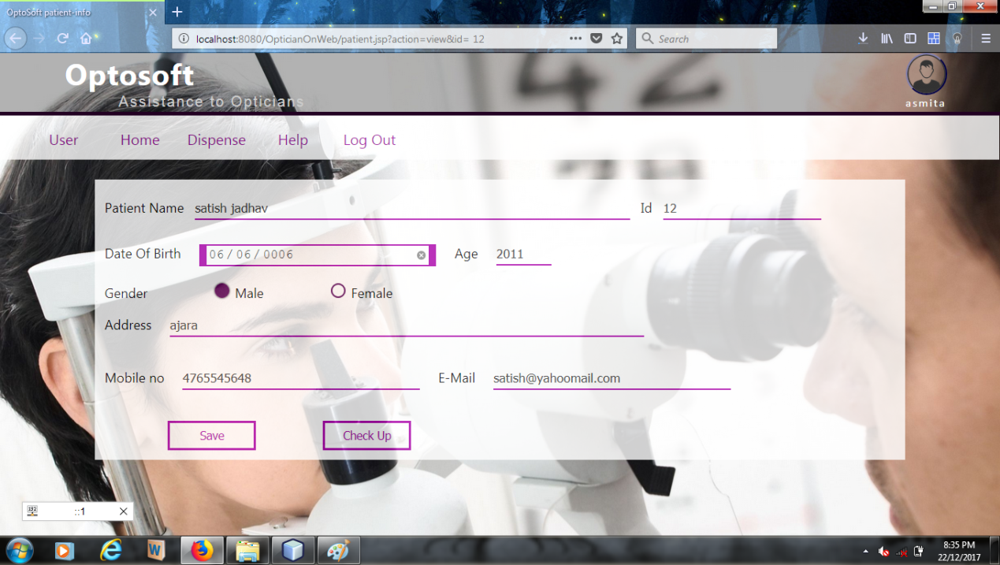 OptoSoft patient-info
localhost:8080/OpticianOnWeb/patient.jsp?action=view&id= 12
Search
Optosoft
Assistance to Opticians
asmita
User Home Dispense Help Log Out
Patient Name satish jadhav Id 12
Date Of Birth 06 / 06 / 0006 Age 2011
Gender Male Female
Address ajara
Mobile no 4765545648 E-Mail satish@yahoomail.com
Save Check Up
::1
8:35 PM
22/12/2017